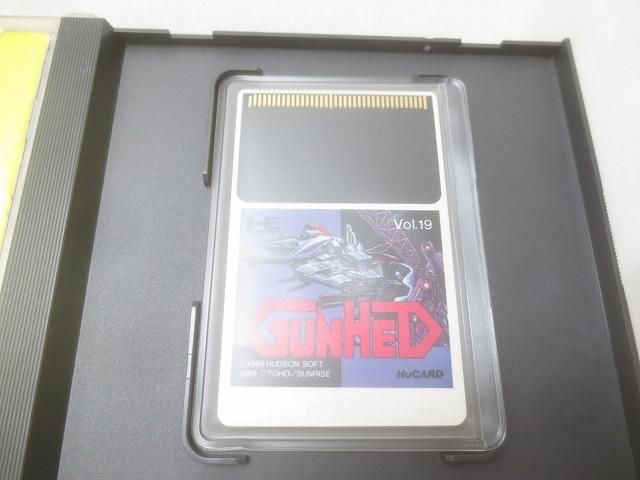 HE
Vol.19
GUNHED
© 1989 HUDSON SOFT
1989 © TOHO/SUNRISE
HuCARD